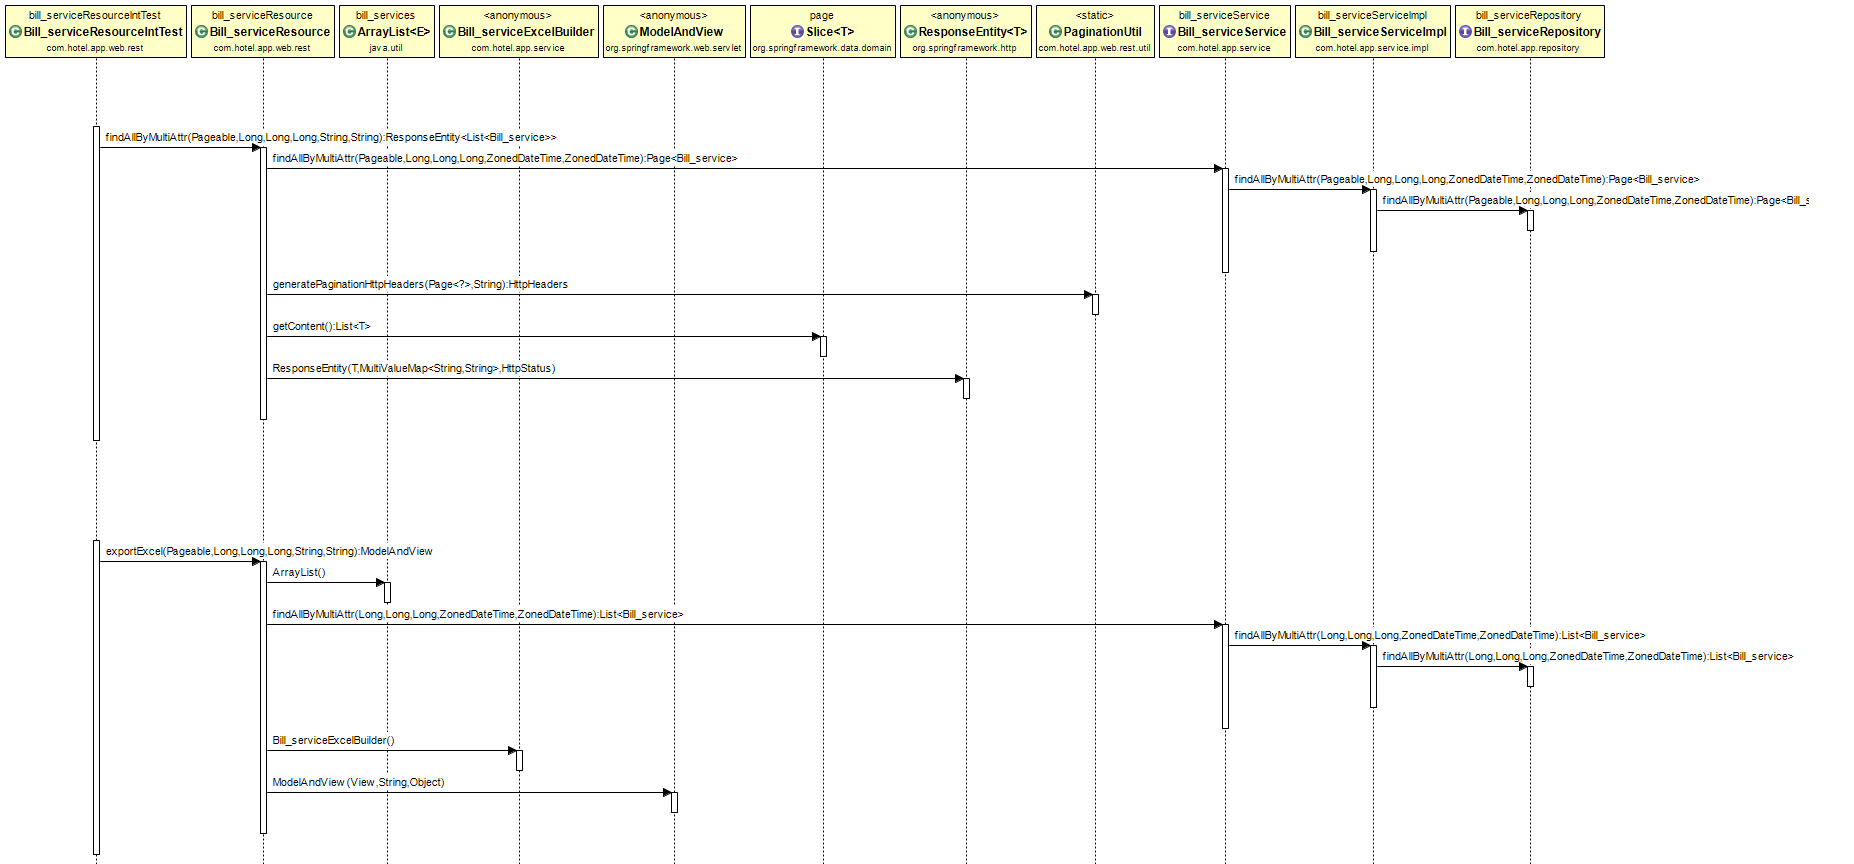 bill_serviceResourceIntTest
Bill_serviceResourceIntTest
com.hotel.app.web.rest
bill_serviceResource
Bill_serviceResource
com.hotel.app.web.rest
bill_services
ArrayList<E>
java.util
<anonymous>
Bill_serviceExcelBuilder
com.hotel.app.service
<anonymous>
ModelAndView
org.springframework.web.servlet
page
Slice<T>
org.springframework.data.domain
<anonymous>
ResponseEntity<T>
org.springframework.http
<static>
PaginationUtil
com.hotel.app.web.rest.util
bill_serviceService
Bill_serviceService
com.hotel.app.service
bill_serviceServiceImpl
Bill_serviceServiceImpl
com.hotel.app.service.impl
bill_serviceRepository
Bill_serviceRepository
com.hotel.app.repository
findAllByMultiAttr(Pageable,Long,Long,Long,String,String):ResponseEntity<List<Bill_service>>
findAllByMultiAttr(Pageable,Long,Long,Long,ZonedDateTime,ZonedDateTime):Page<Bill_service>
findAllByMultiAttr(Pageable,Long,Long,Long,ZonedDateTime,ZonedDateTime):Page<Bill_service>
findAllByMultiAttr(Pageable,Long,Long,Long,ZonedDateTime,ZonedDateTime):Page<Bill_s
generatePaginationHttpHeaders(Page<?>,String):HttpHeaders
getContent():List<T>
ResponseEntity(T,MultiValueMap<String,String>,HttpStatus)
exportExcel(Pageable,Long,Long,Long,String,String):ModelAndView
ArrayList()
findAllByMultiAttr(Long,Long,Long,ZonedDateTime,ZonedDateTime):List<Bill_service>
findAllByMultiAttr(Long,Long,Long,ZonedDateTime,ZonedDateTime):List<Bill_service>
findAllByMultiAttr(Long,Long,Long,ZonedDateTime,ZonedDateTime):List<Bill_service>
Bill_serviceExcelBuilder()
ModelAndView(View,String,Object)